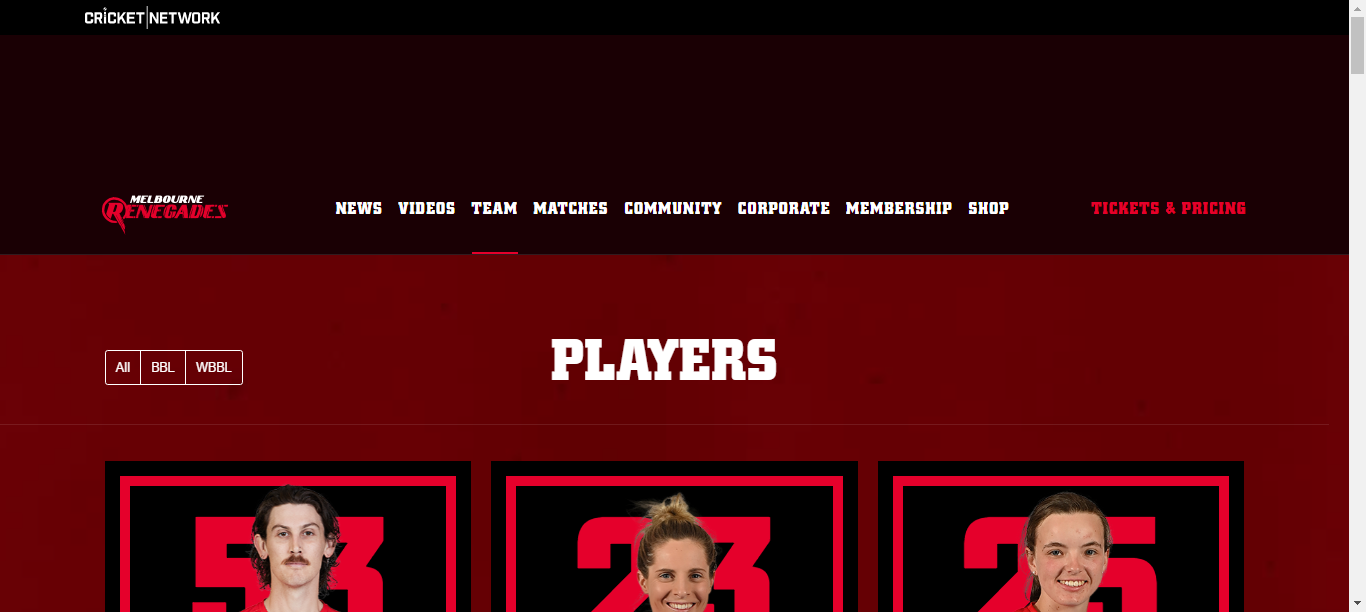 CRICKET NETWORK
MELBOURNE
RENEGADES
NEWS VIDEOS TEAM MATCHES COMMUNITY CORPORATE MEMBERSHIP SHOP TICKETS & PRICING
PLAYERS
All BBL WBBL
53 23 25